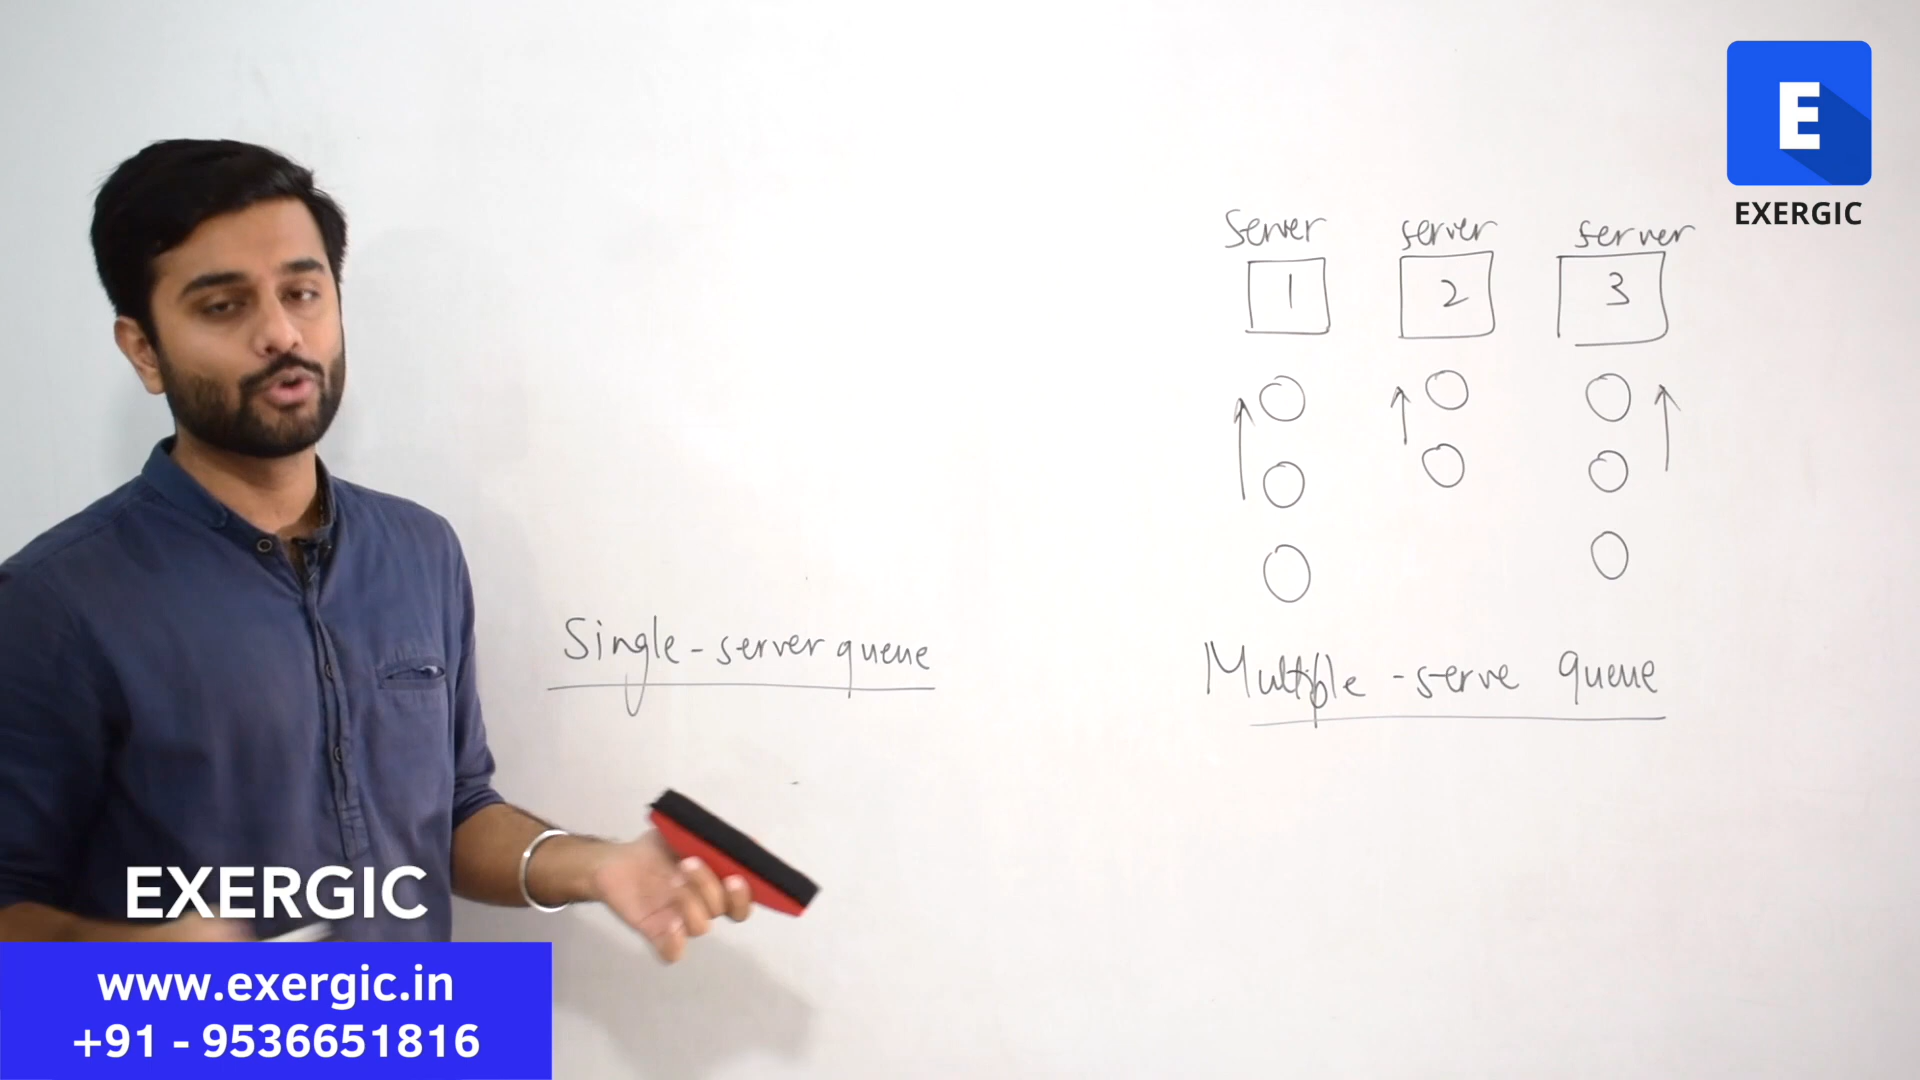 E
EXERGIC
Server server server
1 2 3
Single-server queue
Multiple-serve queue
EXERGIC
www.exergic.in
+91 - 9536651816